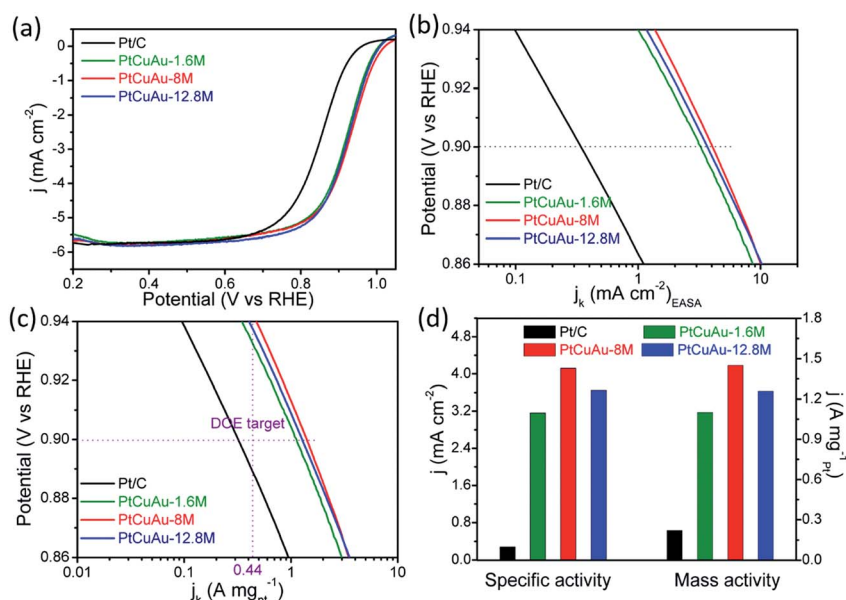 (a)
Pt/C
PtCuAu-1.6M
PtCuAu-8M
PtCuAu-12.8M
j (mA cm⁻²)
0
-1
-2
-3
-4
-5
-6
0.2 0.4 0.6 0.8 1.0
Potential (V vs RHE)
(b)
Potential (V vs RHE)
0.94
0.92
0.90
0.88
0.86
Pt/C
PtCuAu-1.6M
PtCuAu-8M
PtCuAu-12.8M
0.1 1 10
jₖ (mA cm⁻²)EASA
(c)
Potential (V vs RHE)
0.94
0.92
0.90
0.88
0.86
DOE target
Pt/C
PtCuAu-1.6M
PtCuAu-8M
PtCuAu-12.8M
0.01 0.1 0.44 1 10
jₖ (A mgpt⁻¹)
(d)
Pt/C PtCuAu-1.6M
PtCuAu-8M PtCuAu-12.8M
j (mA cm⁻²)
4.8
4.0
3.2
2.4
1.6
0.8
0.0
1.8
1.5
1.2
0.9
0.6
0.3
0.0
j (A mg⁻¹Pt)
Specific activity Mass activity